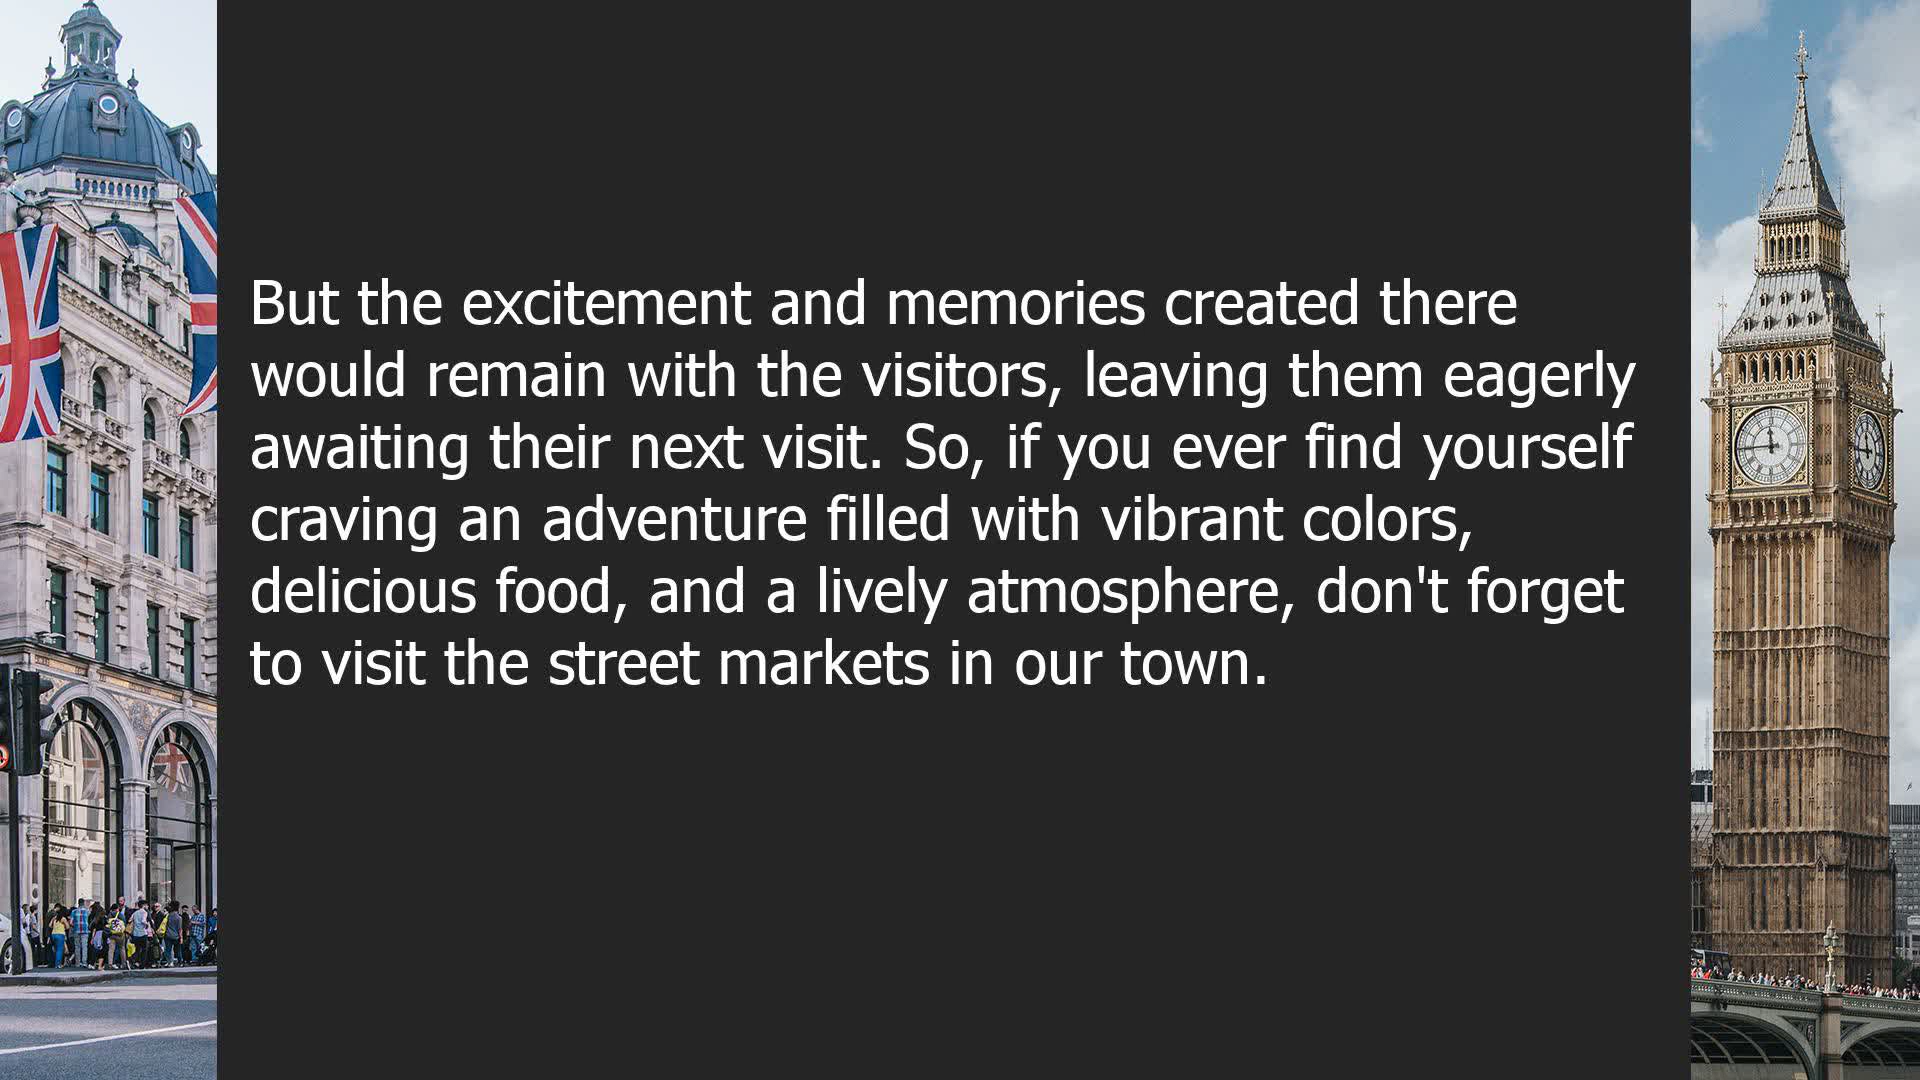 But the excitement and memories created there
would remain with the visitors, leaving them eagerly
awaiting their next visit. So, if you ever find yourself
craving an adventure filled with vibrant colors,
delicious food, and a lively atmosphere, don't forget
to visit the street markets in our town.